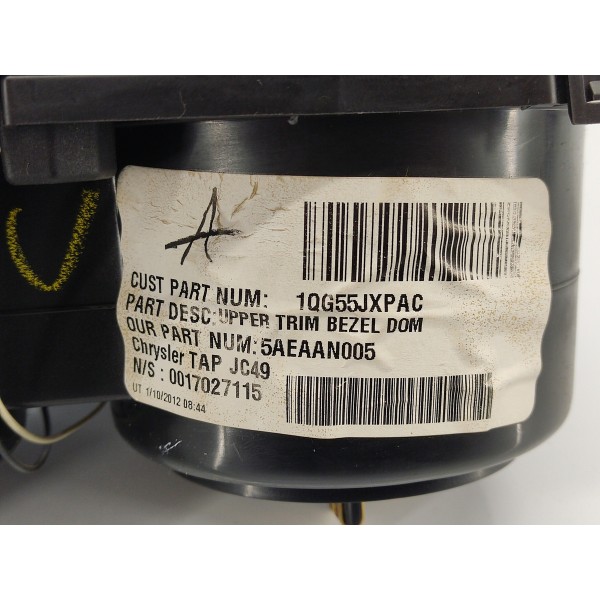 A
CUST PART NUM: 1QG55JXPAC
PART DESC: UPPER TRIM BEZEL DOM
OUR PART NUM: 5AEAAN005
Chrysler TAP JC49
N/S : 0017027115
UT 1/10/2012 08:44